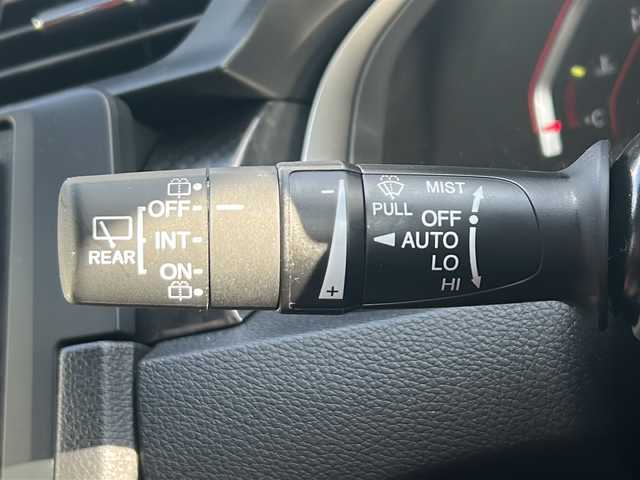 OFF
INT
REAR
ON
-
+
PULL
MIST
OFF
AUTO
LO
HI
C